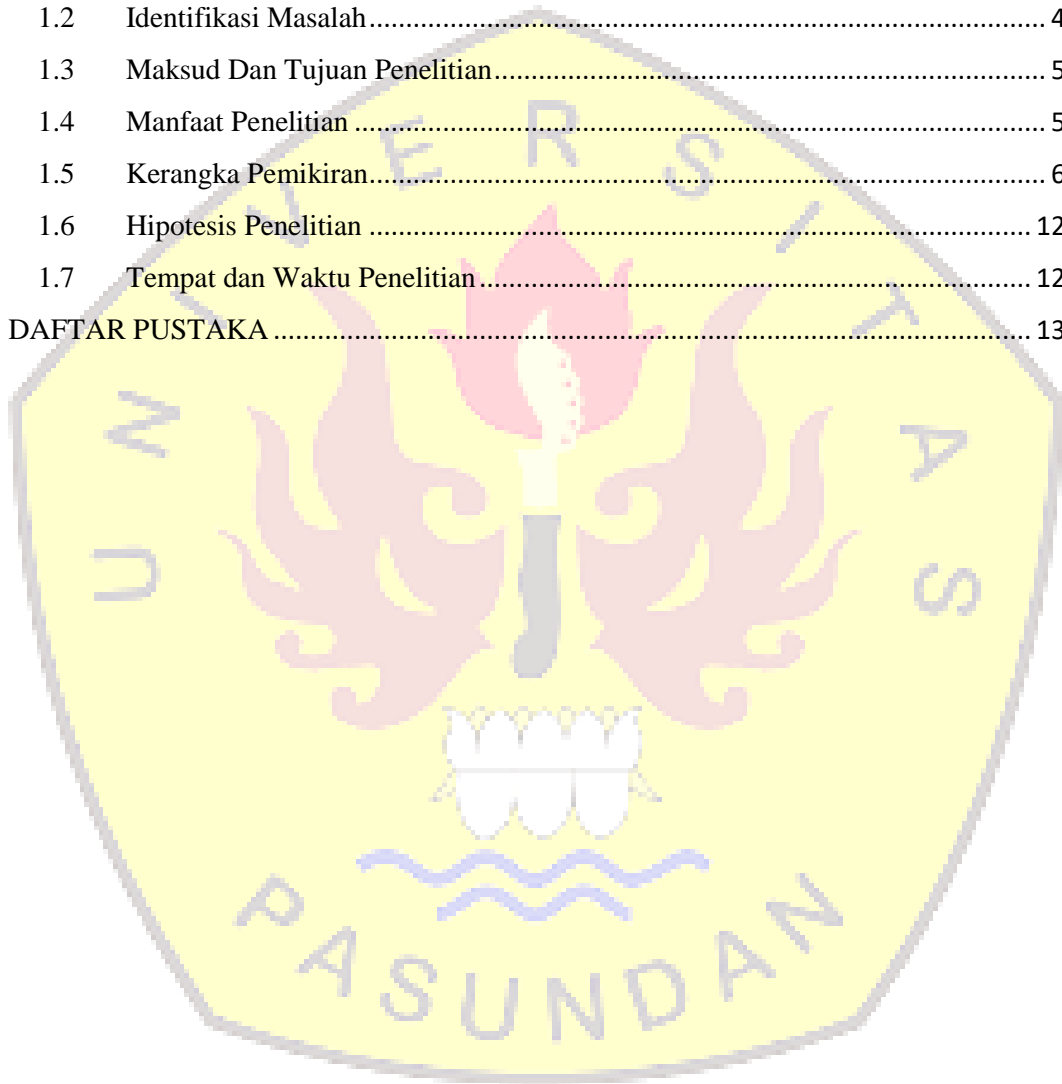 1.2 Identifikasi Masalah 4
1.3 Maksud Dan Tujuan Penelitian 5
1.4 Manfaat Penelitian 5
1.5 Kerangka Pemikiran 6
1.6 Hipotesis Penelitian 12
1.7 Tempat dan Waktu Penelitian 12
DAFTAR PUSTAKA 13
UNIVERSITAS
PASUNDAN